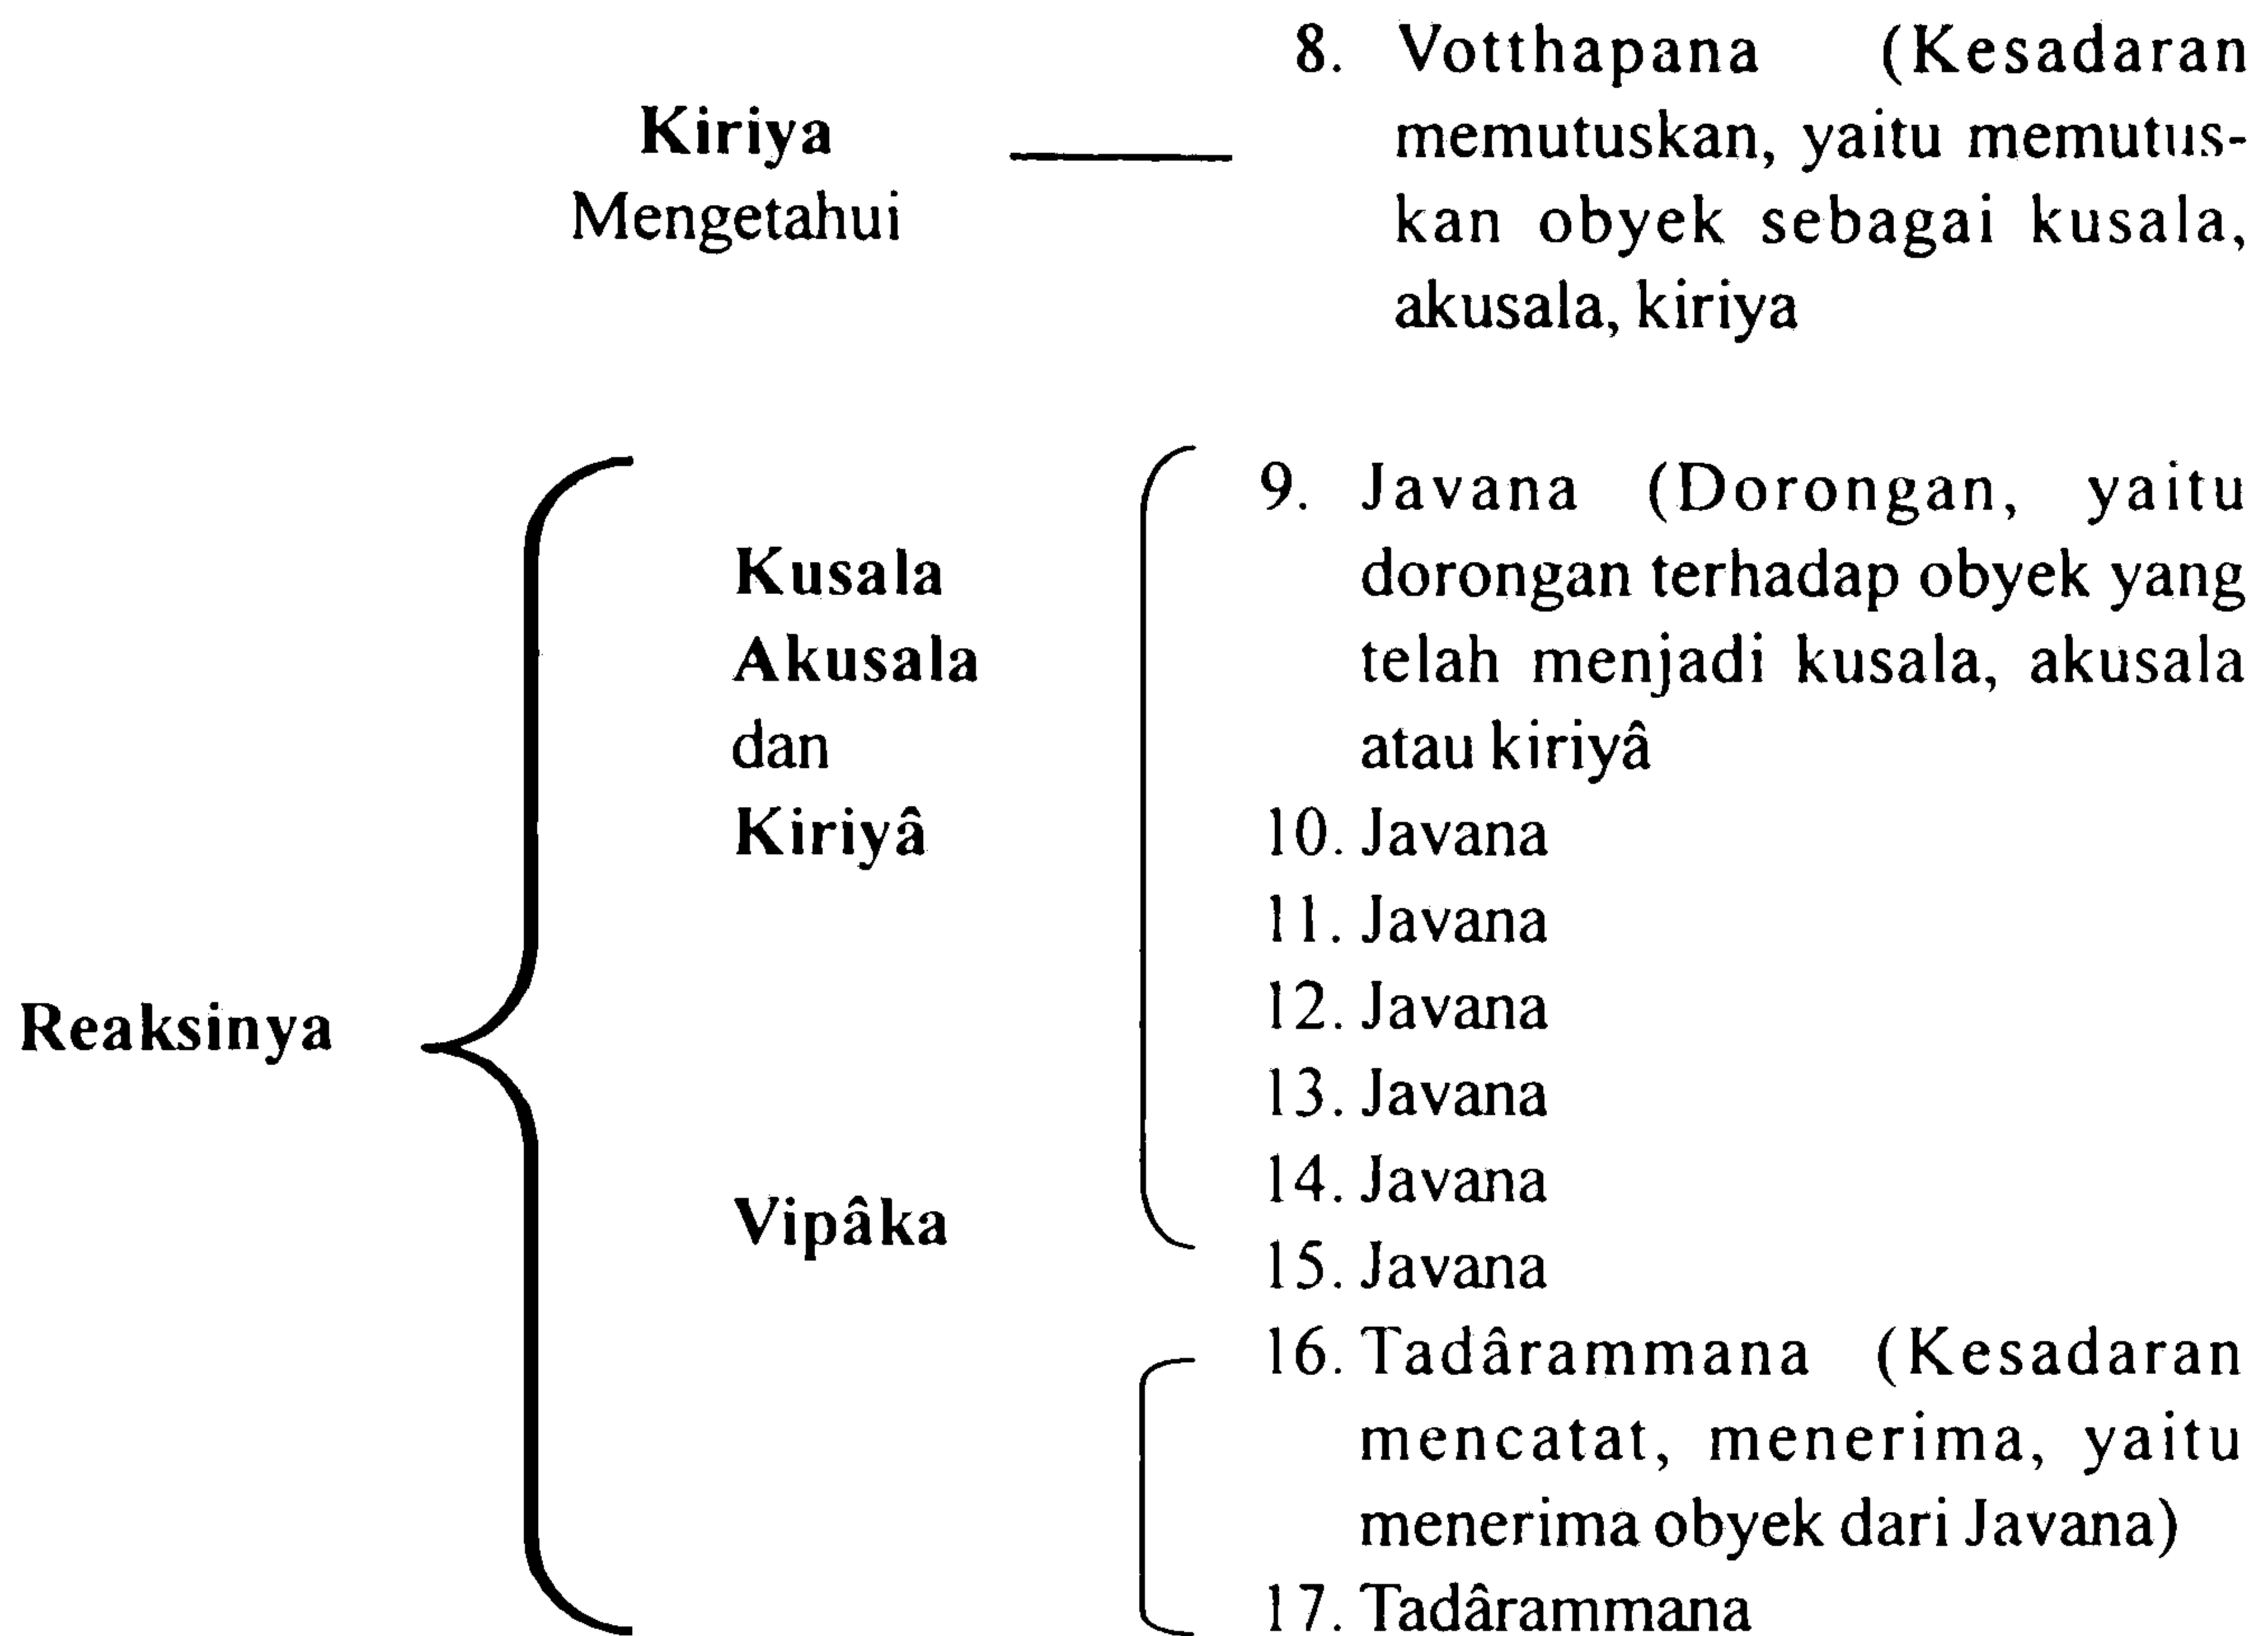 8. Votthapana (Kesadaran
Kiriya
memutuskan, yaitu memutus-
Mengetahui
kan obyek sebagai kusala,
akusala, kiriya
9. Javana (Dorongan, yaitu
Kusala
dorongan terhadap obyek yang
Akusala
telah menjadi kusala, akusala
dan
atau kiriyâ
Kiriyâ
10. Javana
11. Javana
12. Javana
Reaksinya
13. Javana
14. Javana
Vipâka
15. Javana
16. Tadârammana (Kesadaran
mencatat, menerima, yaitu
menerima obyek dari Javana)
17. Tadârammana